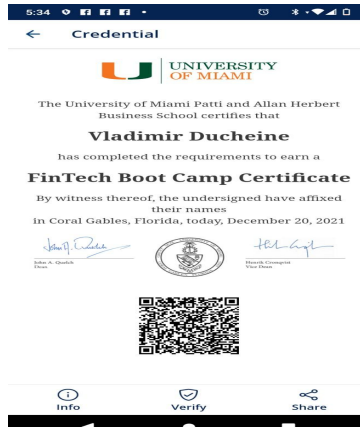 5:34
Credential
UNIVERSITY
OF MIAMI
The University of Miami Patti and Allan Herbert
Business School certifies that
Vladimir Ducheine
has completed the requirements to earn a
FinTech Boot Camp Certificate
By witness thereof, the undersigned have affixed
their names
in Coral Gables, Florida, today, December 20, 2021
John A. Quelch
Dean
Henrik Cronqvist
Vice Dean
Info
Verify
Share